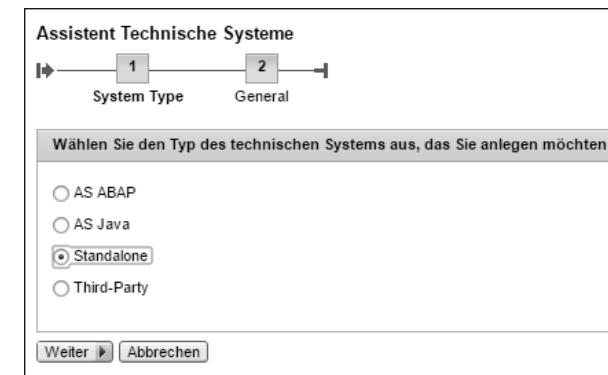 Assistent Technische Systeme
1 2
System Type General
Wählen Sie den Typ des technischen Systems aus, das Sie anlegen möchten
AS ABAP
AS Java
Standalone
Third-Party
Weiter Abbrechen